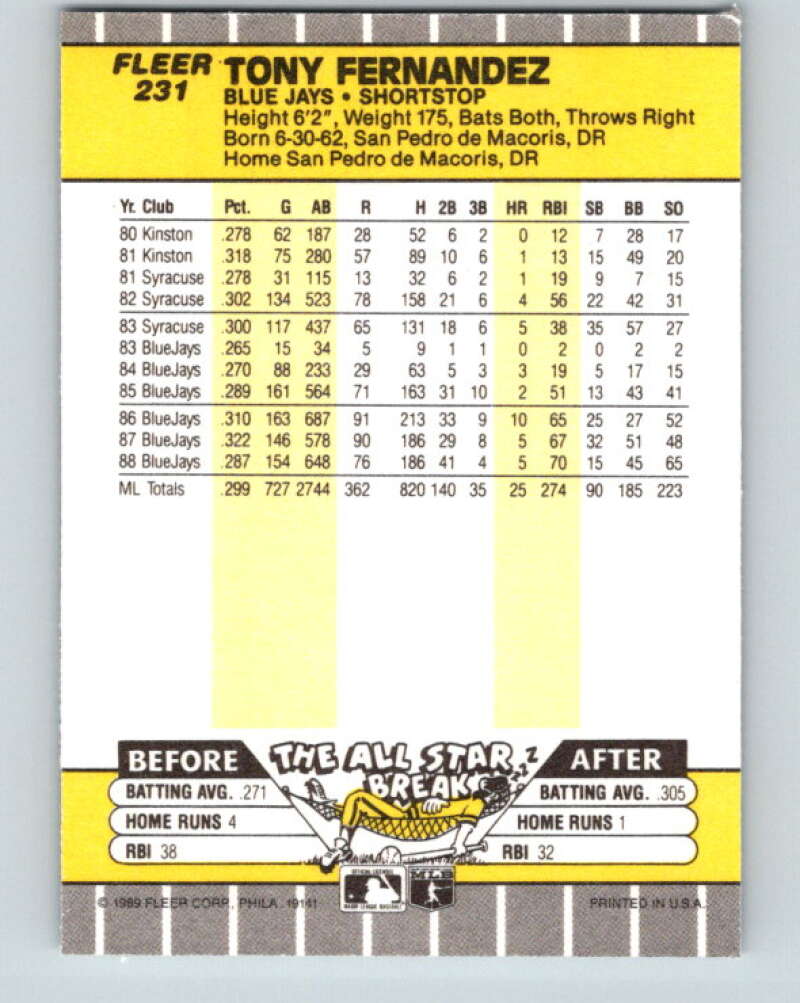 FLEER TONY FERNANDEZ
231
BLUE JAYS • SHORTSTOP
Height 6'2", Weight 175, Bats Both, Throws Right
Born 6-30-62, San Pedro de Macoris, DR
Home San Pedro de Macoris, DR
Yr. Club Pct. G AB R H 2B 3B HR RBI SB BB SO
80 Kinston .278 62 187 28 52 6 2 0 12 7 28 17
81 Kinston .318 75 280 57 89 10 6 1 13 15 49 20
81 Syracuse .278 31 115 13 32 6 2 1 19 9 7 15
82 Syracuse .302 134 523 78 158 21 6 4 56 22 42 31
83 Syracuse .300 117 437 65 131 18 6 5 38 35 57 27
83 BlueJays .265 15 34 5 9 1 1 0 2 0 2 2
84 BlueJays .270 88 233 29 63 5 3 3 19 5 17 15
85 BlueJays .289 161 564 71 163 31 10 2 51 13 43 41
86 BlueJays .310 163 687 91 213 33 9 10 65 25 27 52
87 BlueJays .322 146 578 90 186 29 8 5 67 32 51 48
88 BlueJays .287 154 648 76 186 41 4 5 70 15 45 65
ML Totals .299 727 2744 362 820 140 35 25 274 90 185 223
BEFORE THE ALL STAR BREAK ZZZ AFTER
BATTING AVG. .271 BATTING AVG. .305
HOME RUNS 4 HOME RUNS 1
RBI 38 RBI 32
OFFICIAL LICENSEE
MAJOR LEAGUE BASEBALL
MLB
© 1989 FLEER CORP., PHILA. 19141 PRINTED IN U.S.A.